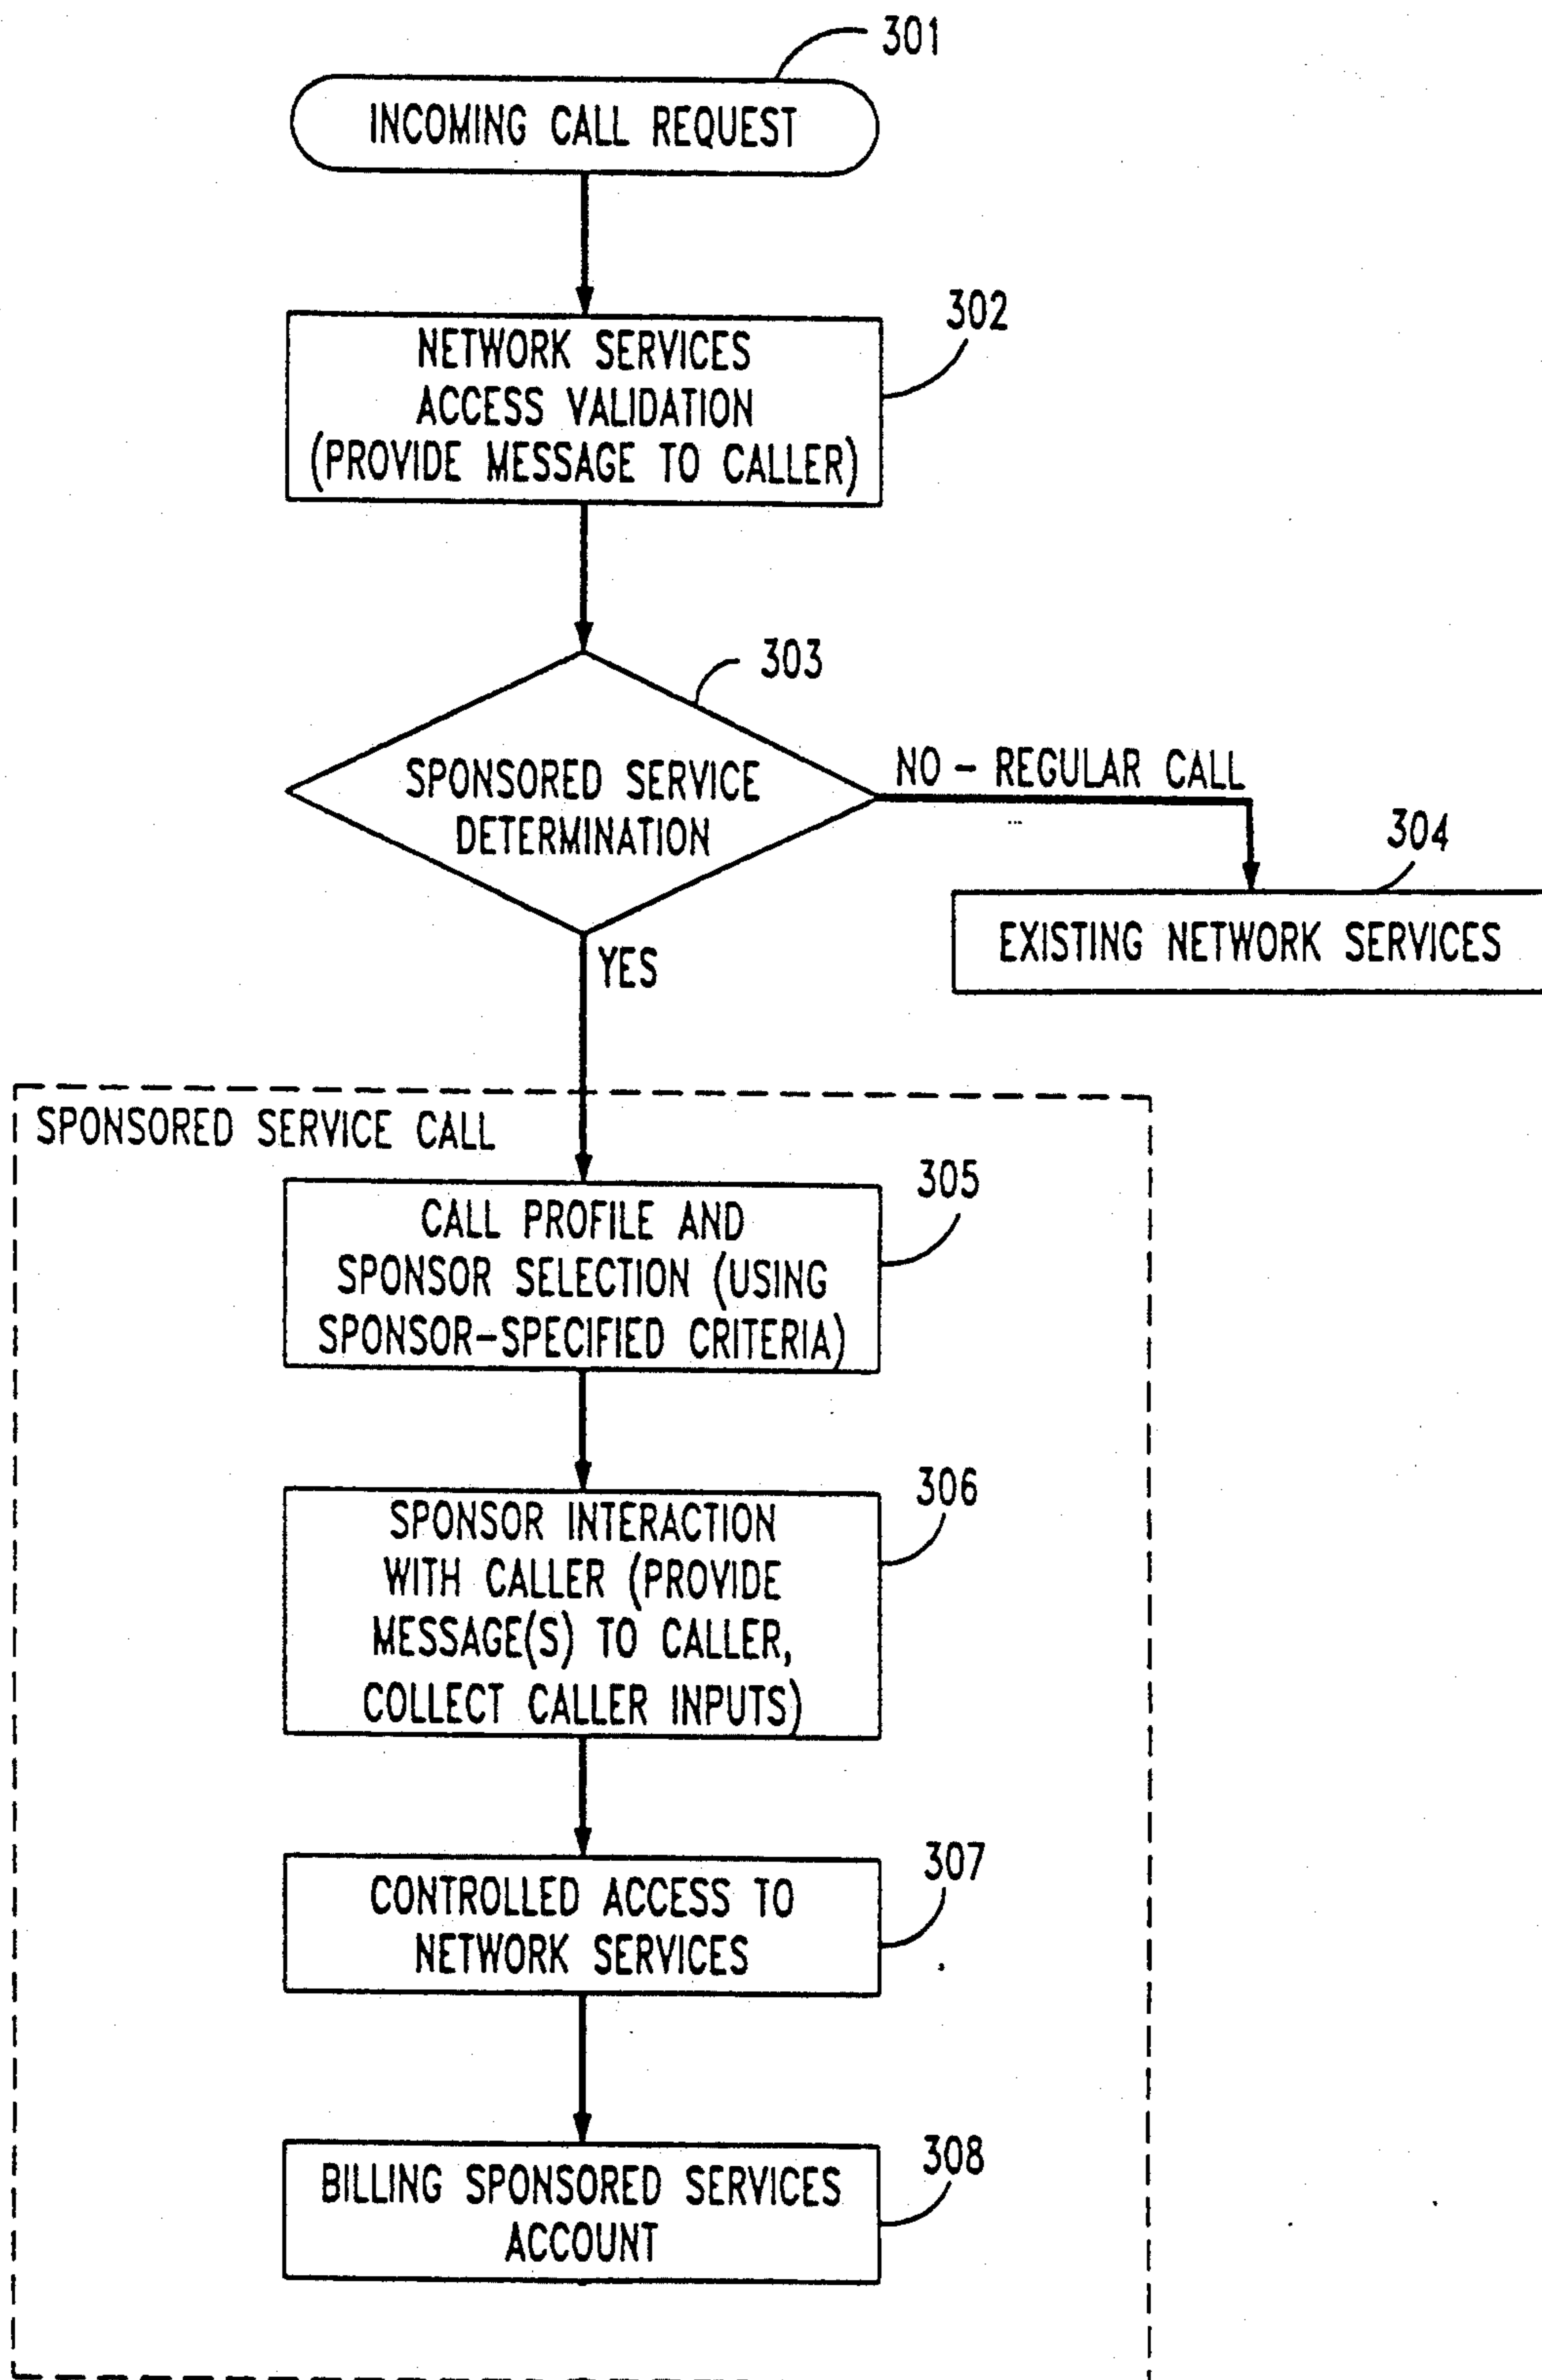 301
INCOMING CALL REQUEST
302
NETWORK SERVICES
ACCESS VALIDATION
(PROVIDE MESSAGE TO CALLER)
303
SPONSORED SERVICE
DETERMINATION
NO - REGULAR CALL
304
EXISTING NETWORK SERVICES
YES
SPONSORED SERVICE CALL
305
CALL PROFILE AND
SPONSOR SELECTION (USING
SPONSOR-SPECIFIED CRITERIA)
306
SPONSOR INTERACTION
WITH CALLER (PROVIDE
MESSAGE(S) TO CALLER,
COLLECT CALLER INPUTS)
307
CONTROLLED ACCESS TO
NETWORK SERVICES
308
BILLING SPONSORED SERVICES
ACCOUNT